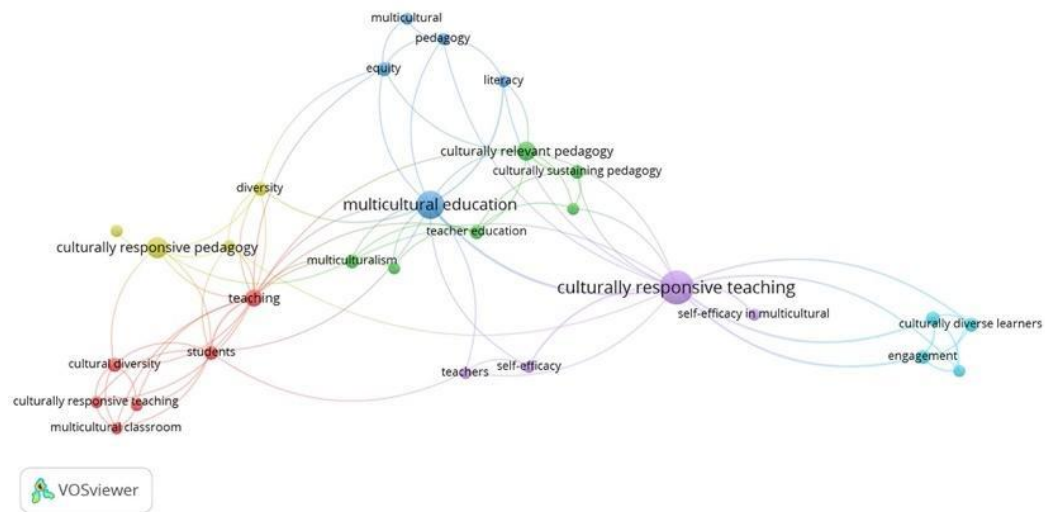 multicultural
pedagogy
equity
literacy
culturally relevant pedagogy
culturally sustaining pedagogy
diversity
multicultural education
teacher education
culturally responsive pedagogy
multiculturalism
culturally responsive teaching
teaching
self-efficacy in multicultural
culturally diverse learners
students
engagement
cultural diversity
self-efficacy
teachers
culturally responsive teaching
multicultural classroom
VOSviewer